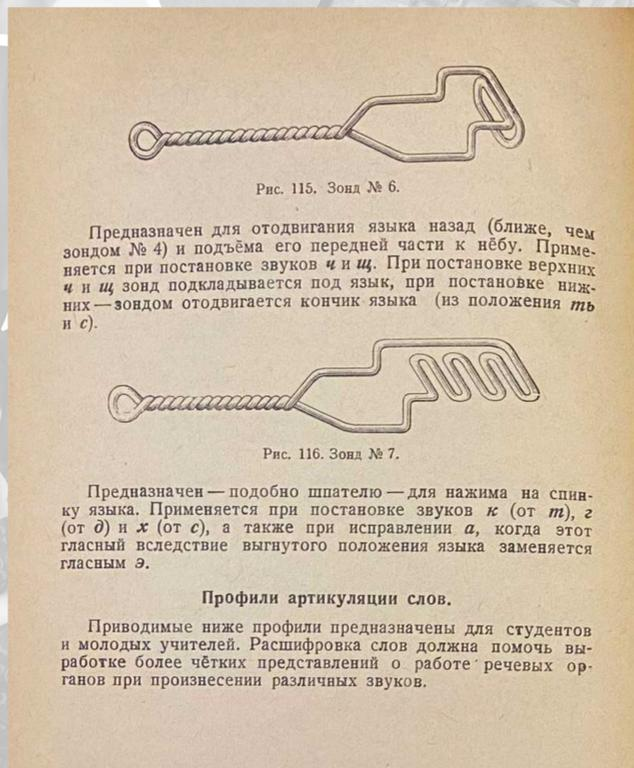 Рис. 115. Зонд № 6.
Предназначен для отодвигания языка назад (ближе, чем
зондом № 4) и подъёма его передней части к нёбу. Приме-
няется при постановке звуков ч и щ. При постановке верхних
ч и щ зонд подкладывается под язык, при постановке ниж-
них — зондом отодвигается кончик языка (из положения ть
и с).
Рис. 116. Зонд № 7.
Предназначен — подобно шпателю — для нажима на спин-
ку языка. Применяется при постановке звуков к (от т), г
(от д) и х (от с), а также при исправлении а, когда этот
гласный вследствие выгнутого положения языка заменяется
гласным э.
Профили артикуляции слов.
Приводимые ниже профили предназначены для студентов
и молодых учителей. Расшифровка слов должна помочь вы-
работке более чётких представлений о работе речевых ор-
ганов при произнесении различных звуков.